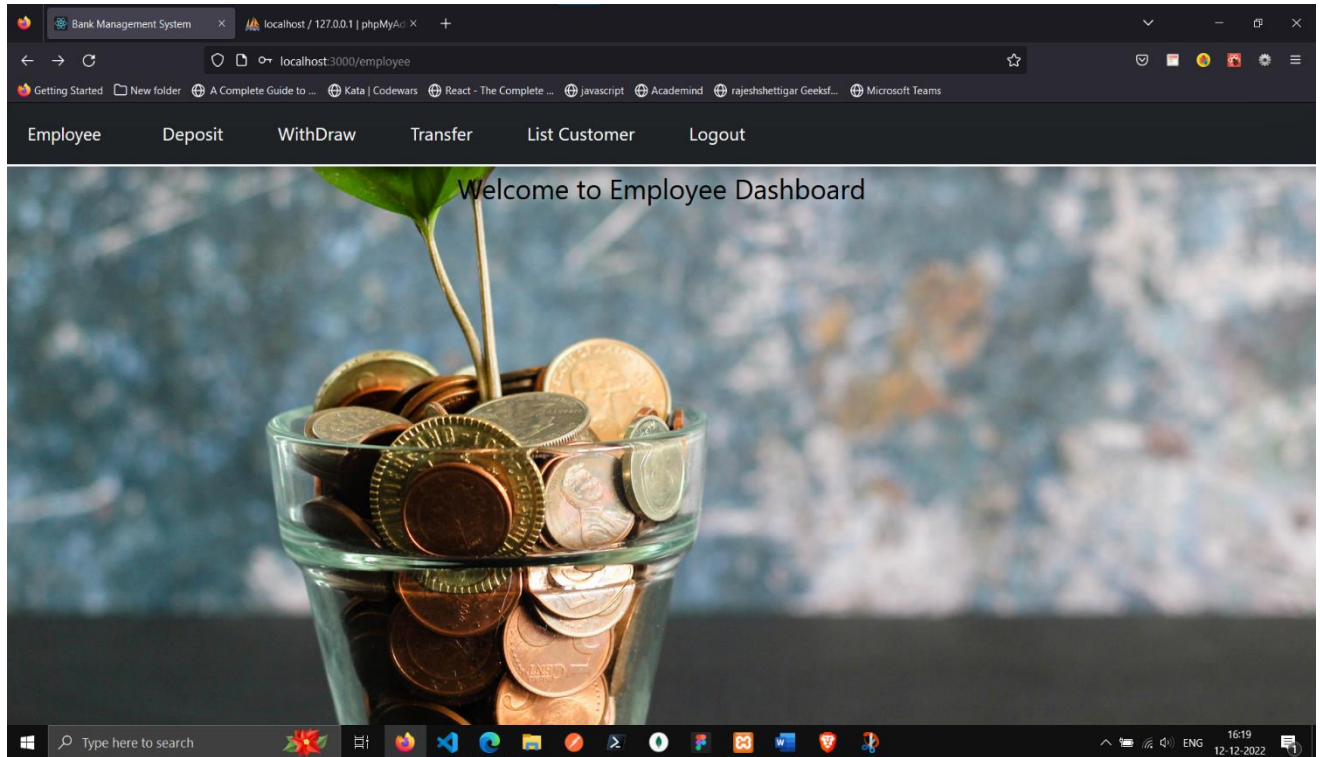 Bank Management System
localhost / 127.0.0.1 | phpMyAd
localhost:3000/employee
Getting Started New folder A Complete Guide to ... Kata | Codewars React - The Complete ... javascript Academind rajeshshettigar Geeksf... Microsoft Teams
Employee Deposit WithDraw Transfer List Customer Logout
Welcome to Employee Dashboard
Type here to search
ENG
16:19
12-12-2022
1